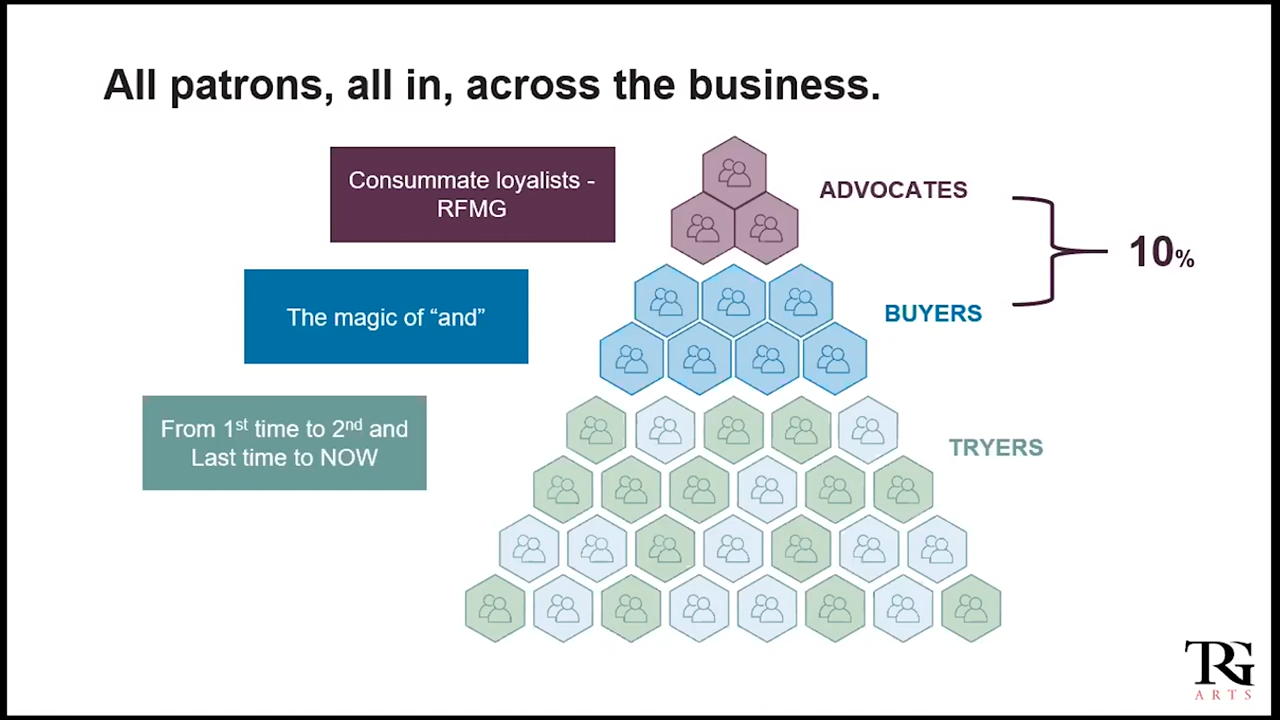 All patrons, all in, across the business.
Consummate loyalists -
RFMG
ADVOCATES
10%
The magic of “and”
BUYERS
From 1st time to 2nd and
Last time to NOW
TRYERS
TRG
ARTS